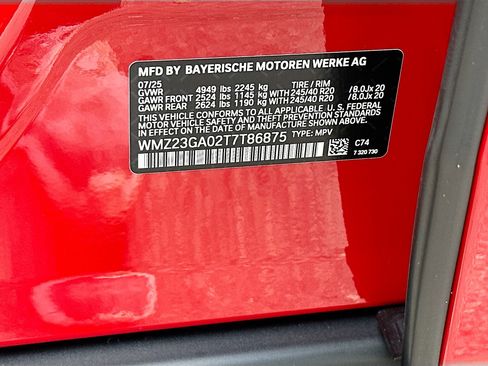 MFD BY BAYERISCHE MOTOREN WERKE AG
07/25 TIRE / RIM
GVWR 4949 lbs 2245 kg
GAWR FRONT 2524 lbs 1145 kg 245/40 R20 /8.0Jx 20
GAWR REAR 2624 lbs 1190 kg 245/40 R20 /8.0Jx 20
THIS VEHICLE CONFORMS TO ALL APPLICABLE U. S. FEDERAL
MOTOR VEHICLE SAFETY, BUMPER, AND THEFT PREVENTION
STANDARDS IN EFFECT ON THE DATE OF
MANUFACTURE SHOWN ABOVE.
WMZ23GA02T7T86875 TYPE: MPV
C74
7 320 730